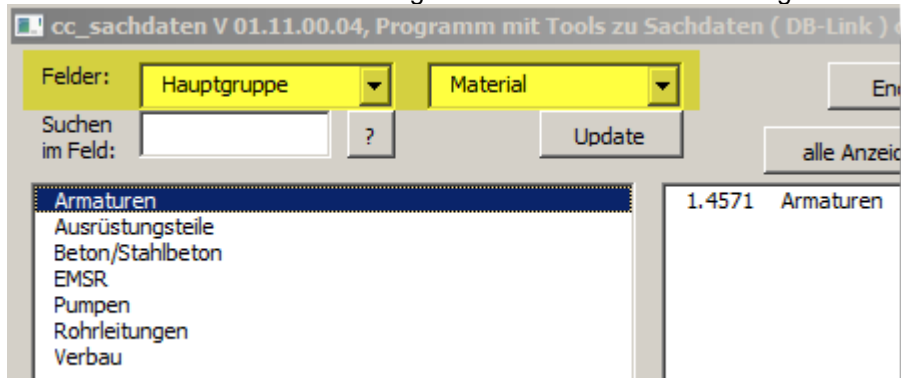 cc_sachdaten V 01.11.00.04, Programm mit Tools zu Sachdaten ( DB-Link )
Felder: Hauptgruppe Material
Suchen
im Feld: ? Update
alle
Armaturen
Ausrüstungsteile
Beton/Stahlbeton
EMSR
Pumpen
Rohrleitungen
Verbau
1.4571 Armaturen